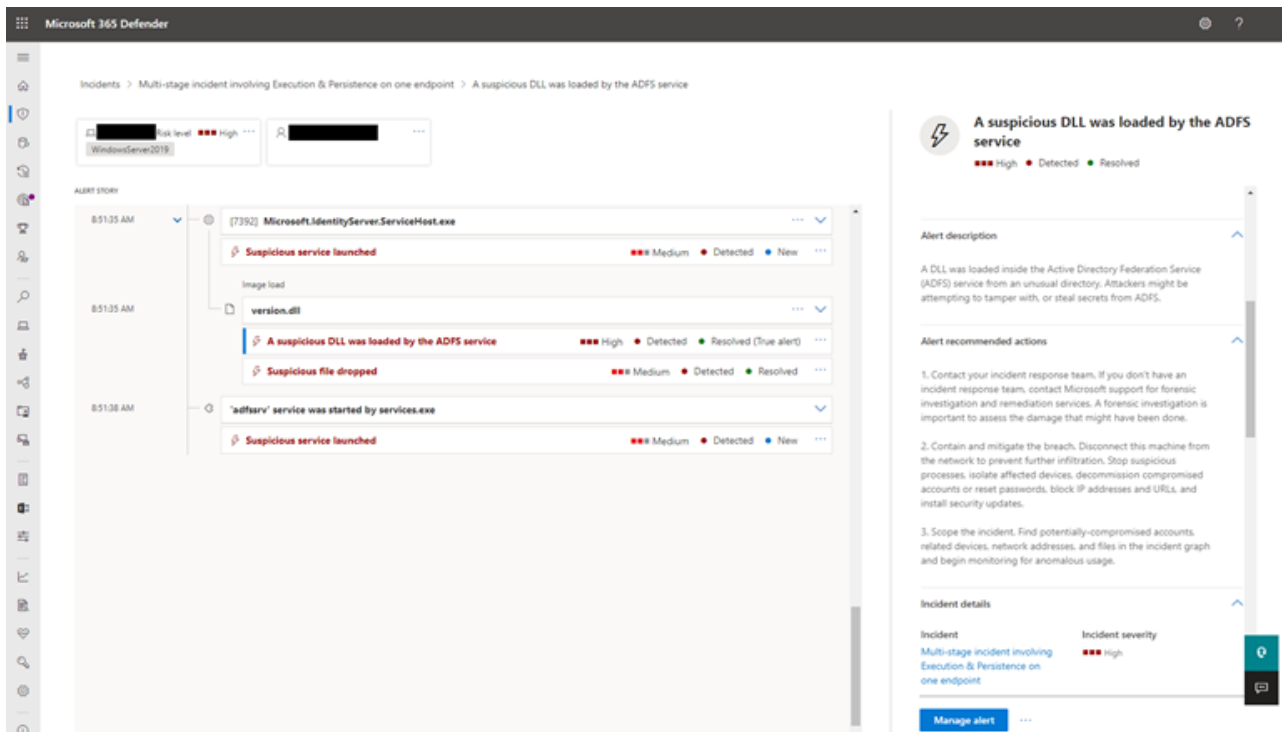 Microsoft 365 Defender
?
Incidents > Multi-stage incident involving Execution & Persistence on one endpoint > A suspicious DLL was loaded by the ADFS service
Risk level High ...
WindowsServer2019
...
ALERT STORY
8:51:35 AM
[7392] Microsoft.IdentityServer.ServiceHost.exe ...
Suspicious service launched Medium Detected New ...
Image load
8:51:35 AM
version.dll ...
A suspicious DLL was loaded by the ADFS service High Detected Resolved (True alert) ...
Suspicious file dropped Medium Detected Resolved ...
8:51:38 AM
'adfssrv' service was started by services.exe
Suspicious service launched Medium Detected New ...
A suspicious DLL was loaded by the ADFS
service
High Detected Resolved
Alert description
A DLL was loaded inside the Active Directory Federation Service
(ADFS) service from an unusual directory. Attackers might be
attempting to tamper with, or steal secrets from ADFS.
Alert recommended actions
1. Contact your incident response team. If you don't have an
incident response team, contact Microsoft support for forensic
investigation and remediation services. A forensic investigation is
important to assess the damage that might have been done.
2. Contain and mitigate the breach. Disconnect this machine from
the network to prevent further infiltration. Stop suspicious
processes, isolate affected devices, decommission compromised
accounts or reset passwords, block IP addresses and URLs, and
install security updates.
3. Scope the incident. Find potentially-compromised accounts,
related devices, network addresses, and files in the incident graph
and begin monitoring for anomalous usage.
Incident details
Incident Incident severity
Multi-stage incident involving High
Execution & Persistence on
one endpoint
Manage alert ...